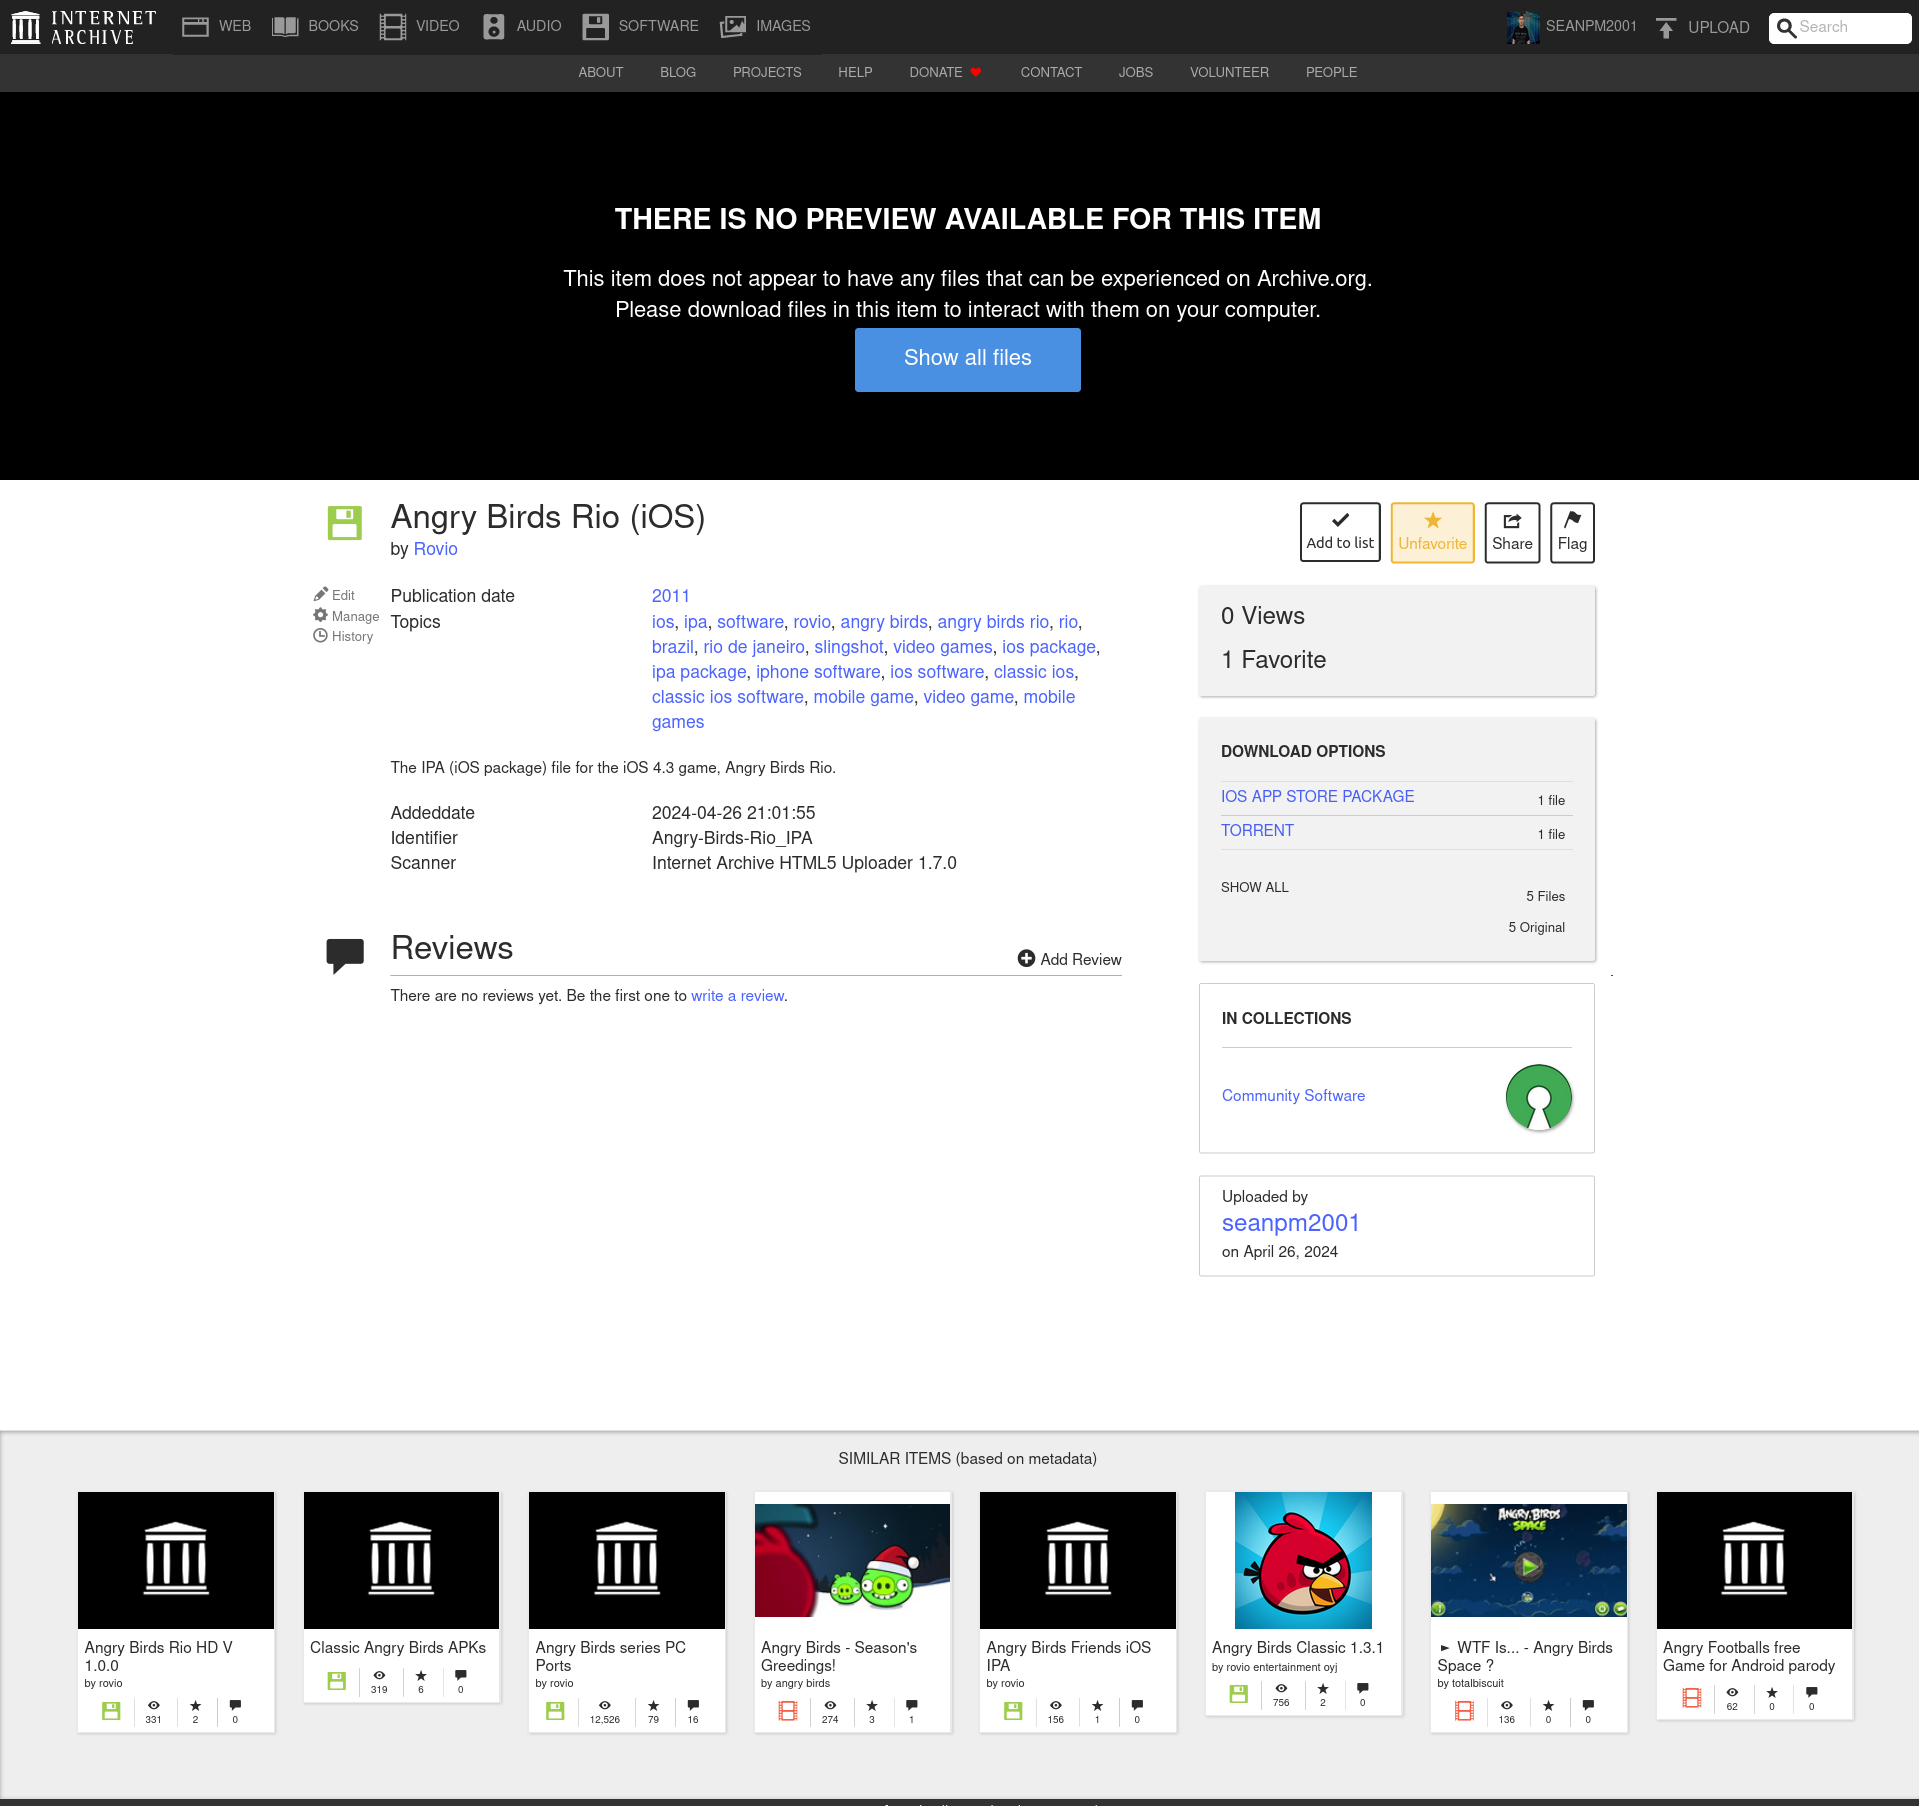 INTERNET ARCHIVE WEB BOOKS VIDEO AUDIO SOFTWARE IMAGES SEANPM2001 UPLOAD Search
ABOUT BLOG PROJECTS HELP DONATE CONTACT JOBS VOLUNTEER PEOPLE
THERE IS NO PREVIEW AVAILABLE FOR THIS ITEM
This item does not appear to have any files that can be experienced on Archive.org.
Please download files in this item to interact with them on your computer.
Show all files
Angry Birds Rio (iOS)
by Rovio
Add to list Unfavorite Share Flag
Edit
Manage
History
Publication date 2011
Topics ios, ipa, software, rovio, angry birds, angry birds rio, rio,
brazil, rio de janeiro, slingshot, video games, ios package,
ipa package, iphone software, ios software, classic ios,
classic ios software, mobile game, video game, mobile
games
The IPA (iOS package) file for the iOS 4.3 game, Angry Birds Rio.
Addeddate 2024-04-26 21:01:55
Identifier Angry-Birds-Rio_IPA
Scanner Internet Archive HTML5 Uploader 1.7.0
Reviews
Add Review
There are no reviews yet. Be the first one to write a review.
0 Views
1 Favorite
DOWNLOAD OPTIONS
IOS APP STORE PACKAGE 1 file
TORRENT 1 file
SHOW ALL 5 Files
5 Original
IN COLLECTIONS
Community Software
Uploaded by
seanpm2001
on April 26, 2024
SIMILAR ITEMS (based on metadata)
Angry Birds Rio HD V
1.0.0
by rovio
331 2 0
Classic Angry Birds APKs
319 6 0
Angry Birds series PC
Ports
by rovio
12,526 79 16
Angry Birds - Season's
Greedings!
by angry birds
274 3 1
Angry Birds Friends iOS
IPA
by rovio
156 1 0
Angry Birds Classic 1.3.1
by rovio entertainment oyj
756 2 0
ANGRY BIRDS
SPACE
► WTF Is... - Angry Birds
Space ?
by totalbiscuit
136 0 0
Angry Footballs free
Game for Android parody
62 0 0